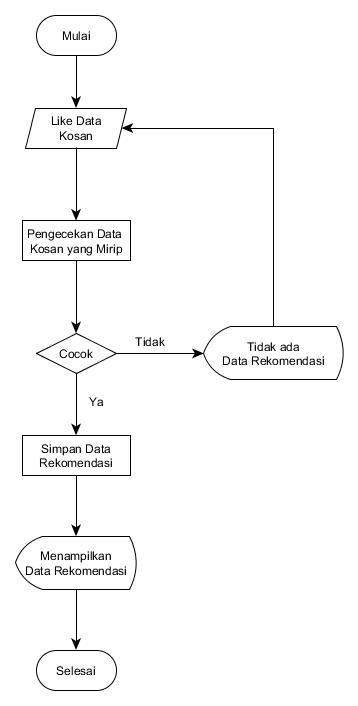 Mulai
Like Data
Kosan
Pengecekan Data
Kosan yang Mirip
Cocok
Tidak
Tidak ada
Data Rekomendasi
Ya
Simpan Data
Rekomendasi
Menampilkan
Data Rekomendasi
Selesai